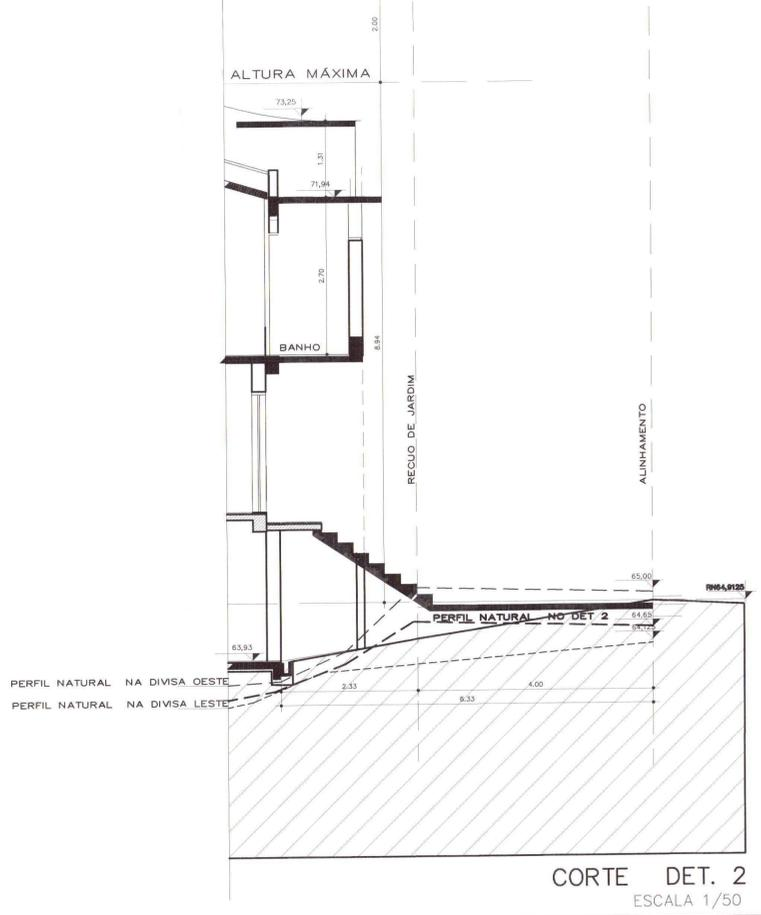 2.00
ALTURA MÁXIMA
73,25
1.31
71,94
2.70
8.94
BANHO
RECUO DE JARDIM
ALINHAMENTO
65,00
RN64,9125
PERFIL NATURAL NO DET 2
64,65
64,125
63,93
PERFIL NATURAL NA DIVISA OESTE
2.33
4.00
PERFIL NATURAL NA DIVISA LESTE
6.33
CORTE DET. 2
ESCALA 1/50